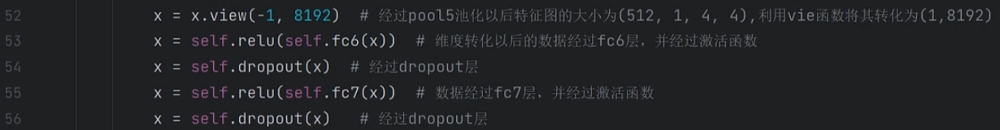 52 x = x.view(-1, 8192)  # 经过pool5池化以后特征图的大小为(512, 1, 4, 4),利用vie函数将其转化为(1,8192)
53 x = self.relu(self.fc6(x))  # 维度转化以后的数据经过fc6层，并经过激活函数
54 x = self.dropout(x)  # 经过dropout层
55 x = self.relu(self.fc7(x))  # 数据经过fc7层，并经过激活函数
56 x = self.dropout(x)   # 经过dropout层